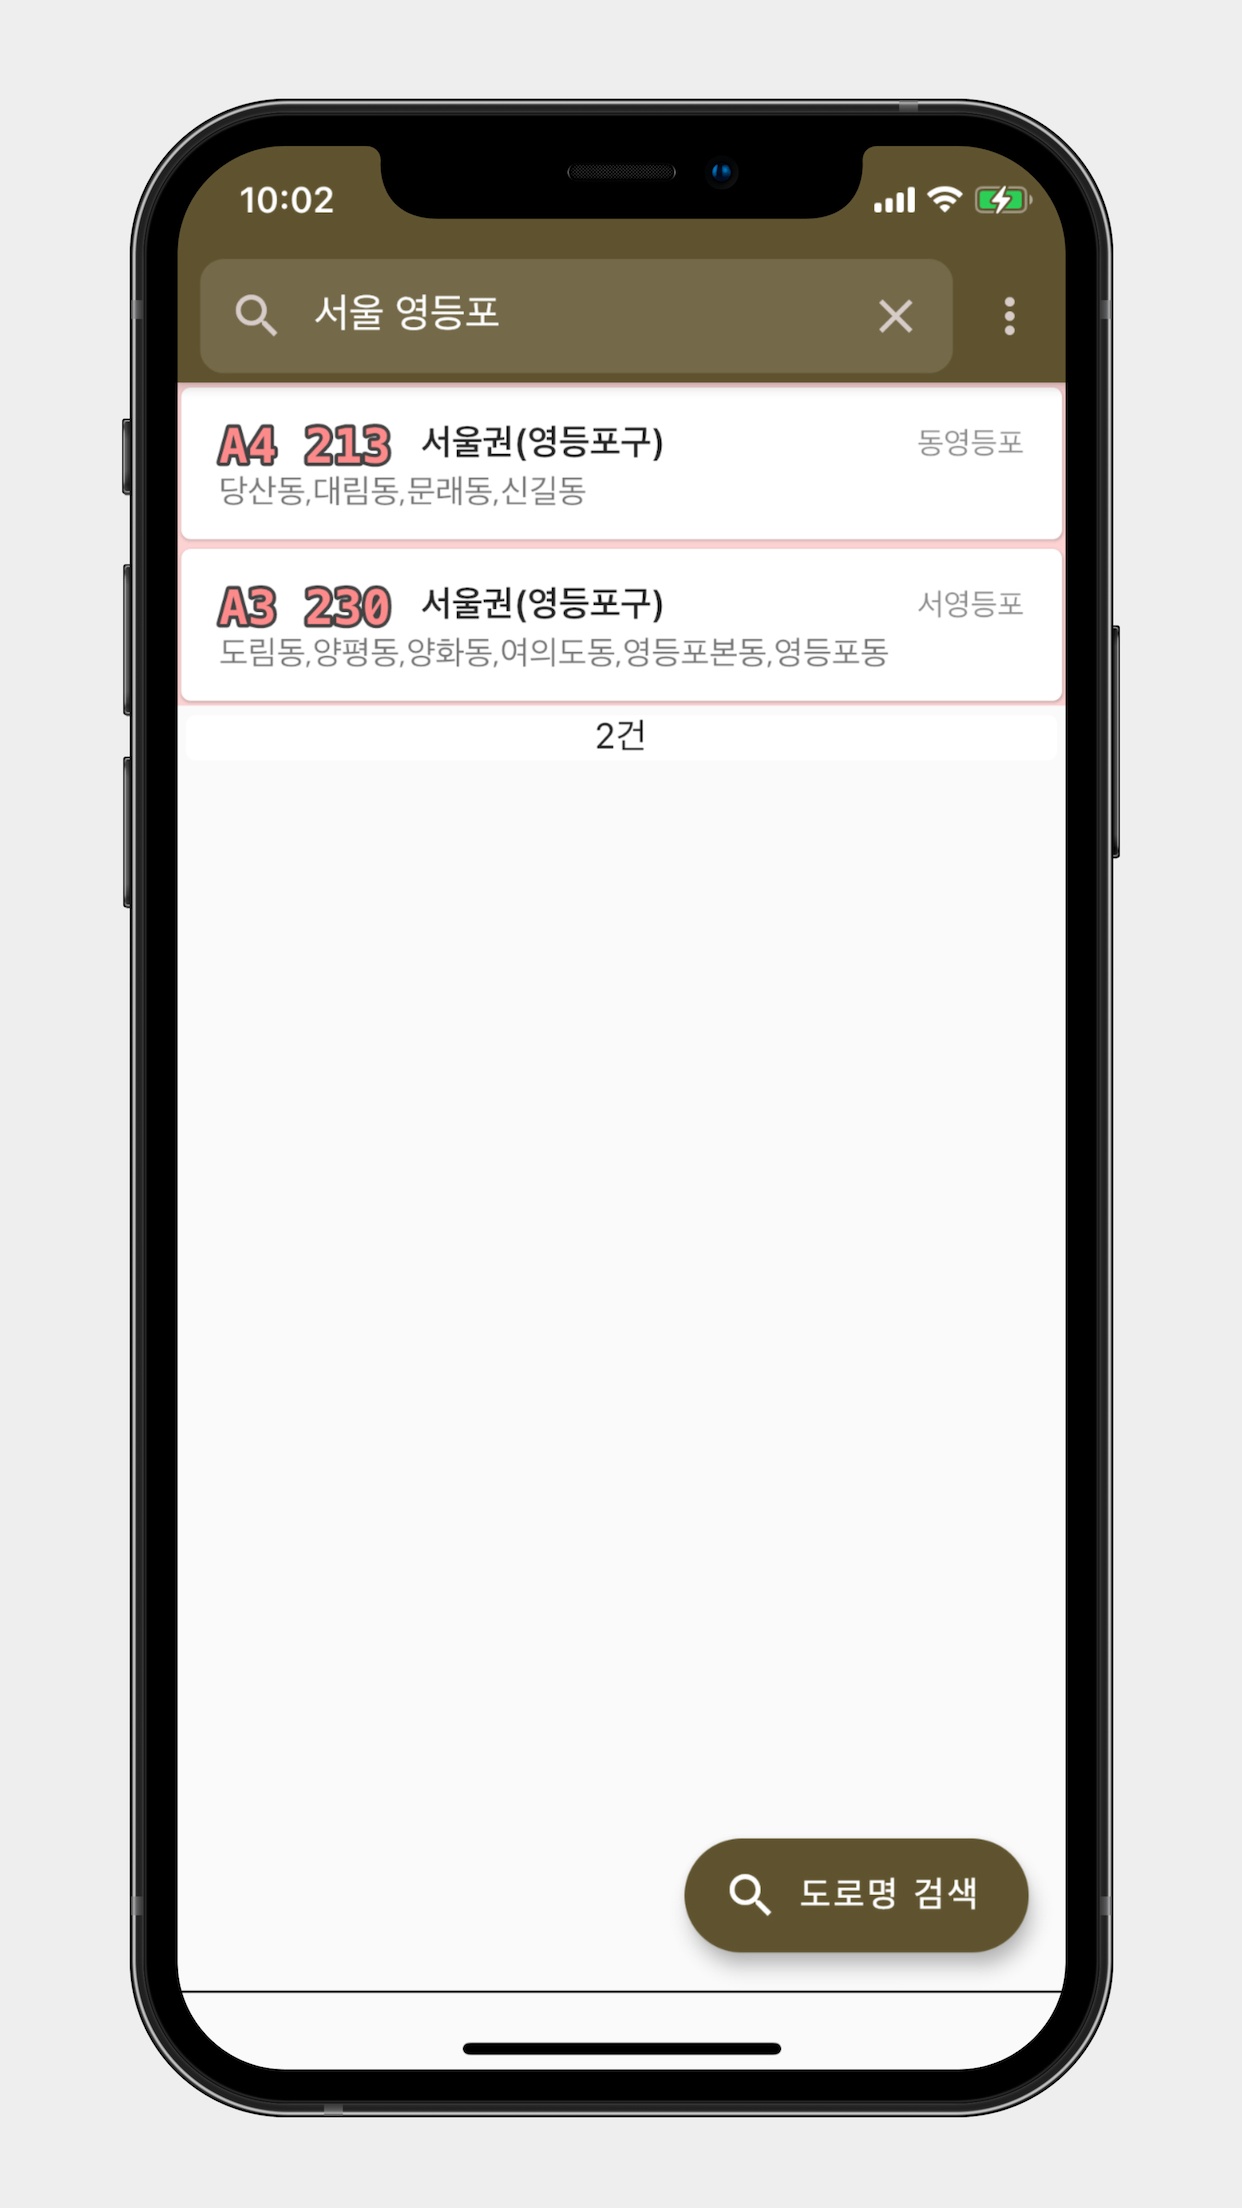 10:02
서울 영등포
A4 213 서울권(영등포구) 동영등포
당산동,대림동,문래동,신길동
A3 230 서울권(영등포구) 서영등포
도림동,양평동,양화동,여의도동,영등포본동,영등포동
2건
도로명 검색